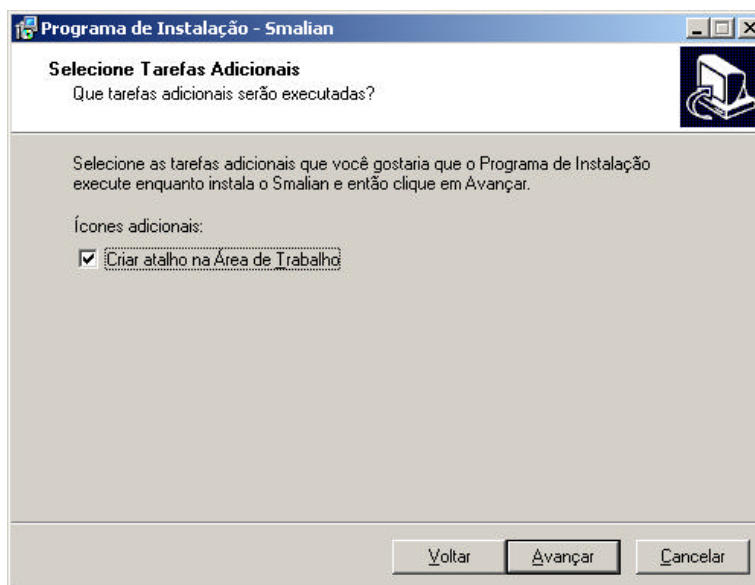 Programa de Instalação - Smalian
Selecione Tarefas Adicionais
Que tarefas adicionais serão executadas?
Selecione as tarefas adicionais que você gostaria que o Programa de Instalação
execute enquanto instala o Smalian e então clique em Avançar.
Ícones adicionais:
Criar atalho na Área de Trabalho
Voltar Avançar Cancelar